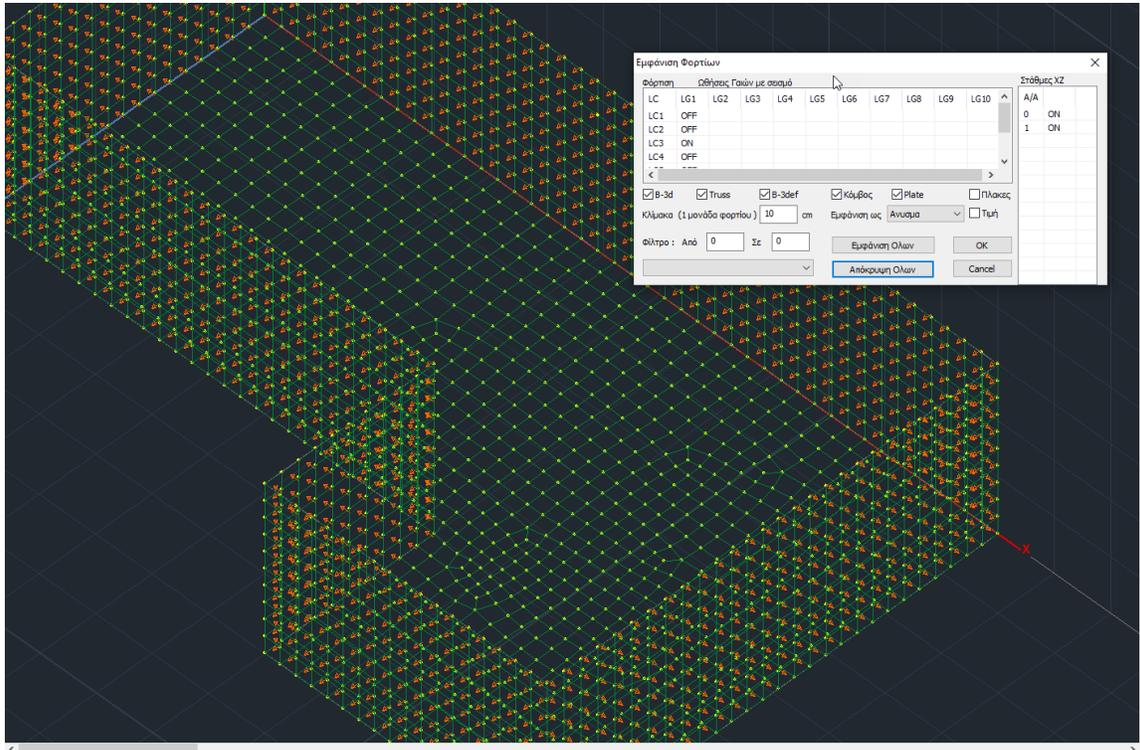 Εμφάνιση Φορτίων
Φόρτιση Ωθήσεις Γαιών με σεισμό
Στάθμες XZ
LC LG1 LG2 LG3 LG4 LG5 LG6 LG7 LG8 LG9 LG10
A/A
LC1 OFF
0 ON
LC2 OFF
1 ON
LC3 ON
LC4 OFF
B-3d Truss B-3def Κόμβος Plate Πλακες
Κλίμακα (1 μονάδα φορτίου) 10 cm Εμφάνιση ως Ανυσμα Τιμή
Φίλτρο : Από 0 Σε 0 Εμφάνιση Ολων OK
Απόκρυψη Ολων Cancel
X